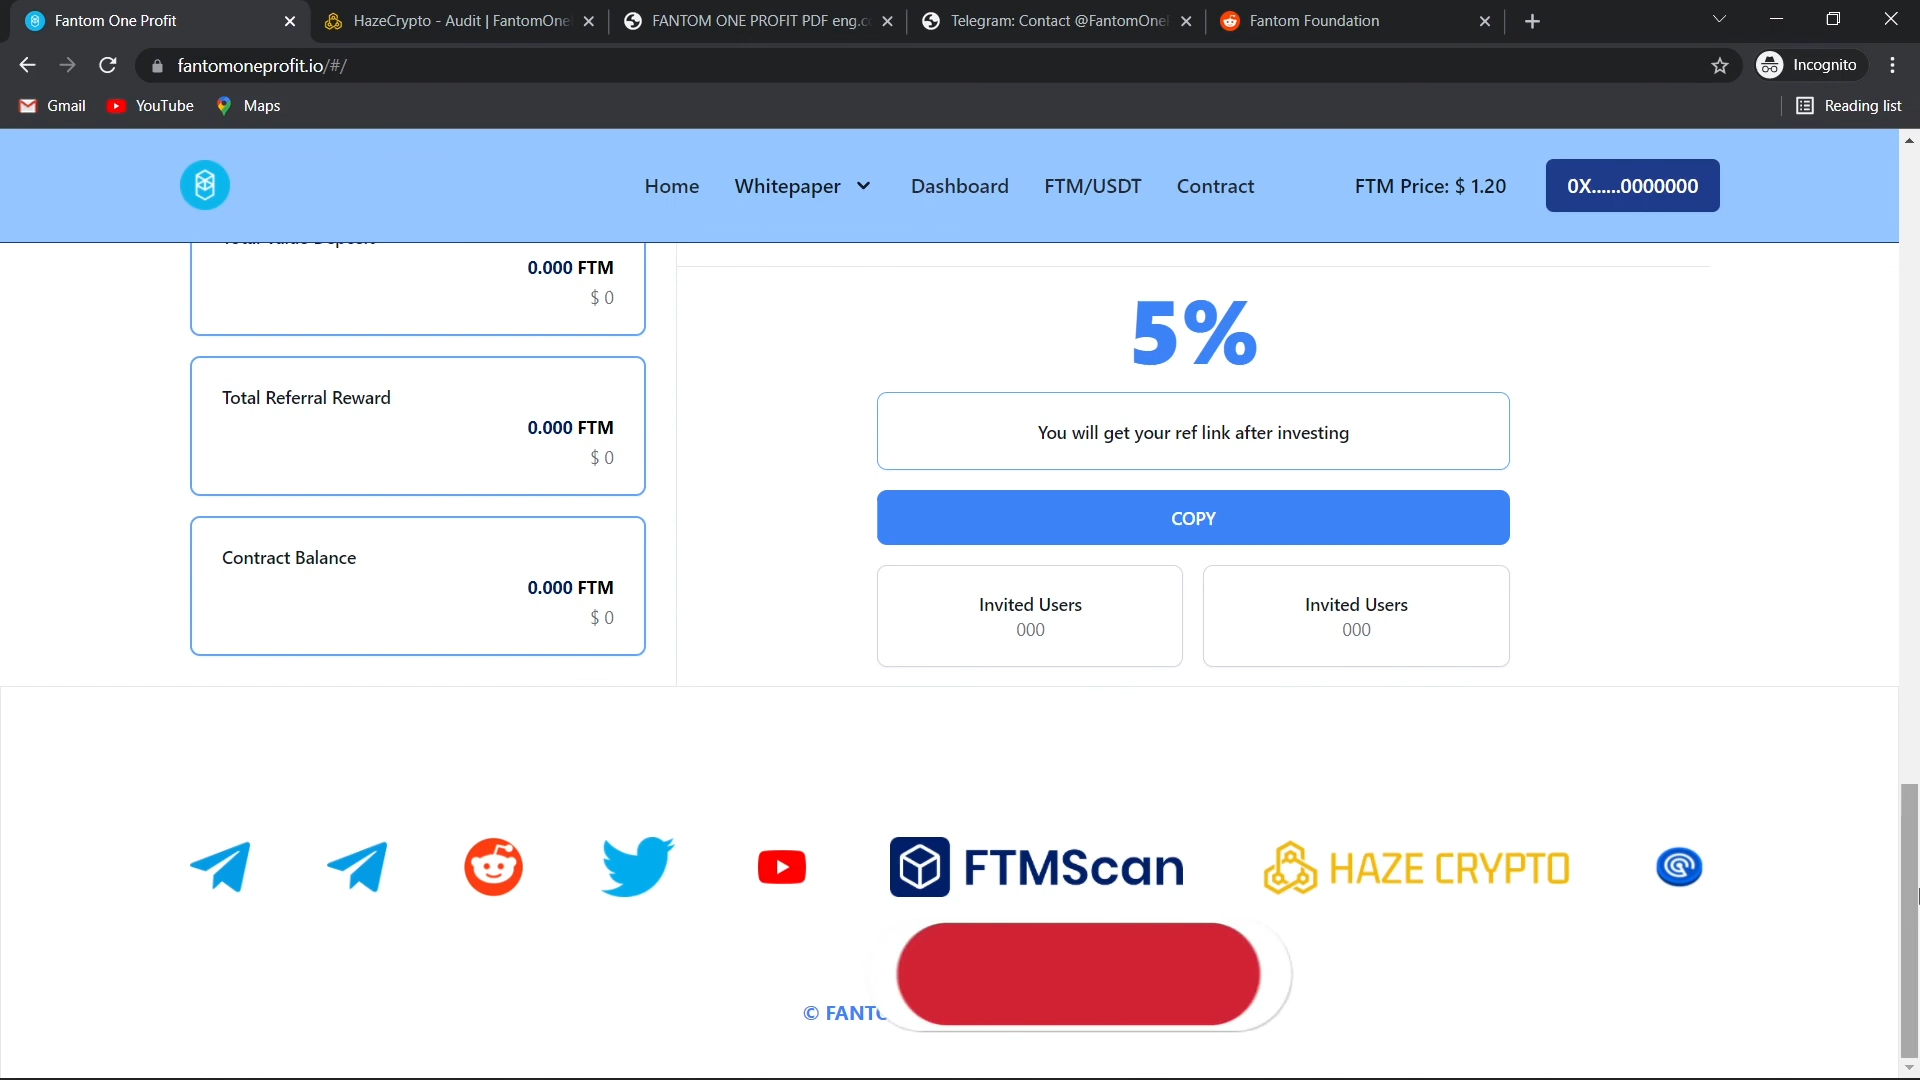 Fantom One Profit
HazeCrypto - Audit | FantomOne
FANTOM ONE PROFIT PDF eng.c
Telegram: Contact @FantomOne
Fantom Foundation
fantomoneprofit.io/#/
Incognito
Gmail
YouTube
Maps
Reading list
Home
Whitepaper
Dashboard
FTM/USDT
Contract
FTM Price: $ 1.20
0X......0000000
0.000 FTM
$ 0
Total Referral Reward
0.000 FTM
$ 0
Contract Balance
0.000 FTM
$ 0
5%
You will get your ref link after investing
COPY
Invited Users
000
Invited Users
000
FTMScan
HAZE CRYPTO
© FANTO